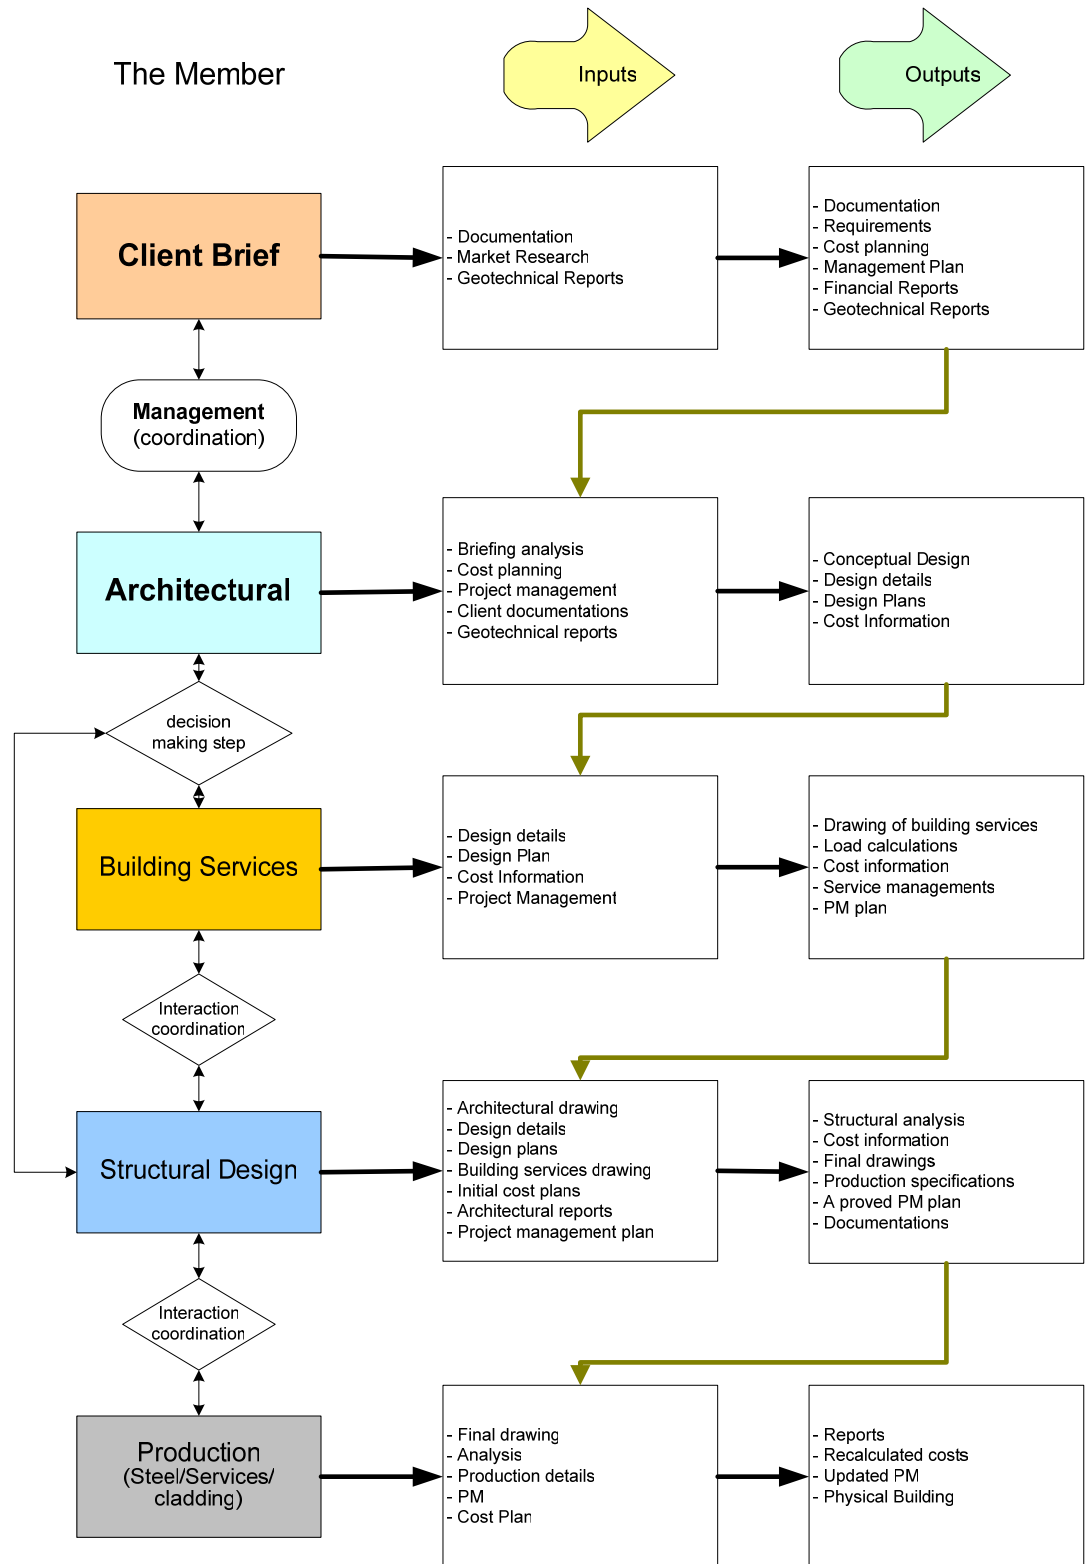 The Member
Inputs
Outputs
Client Brief
- Documentation
- Market Research
- Geotechnical Reports
- Documentation
- Requirements
- Cost planning
- Management Plan
- Financial Reports
- Geotechnical Reports
Management
(coordination)
Architectural
- Briefing analysis
- Cost planning
- Project management
- Client documentations
- Geotechnical reports
- Conceptual Design
- Design details
- Design Plans
- Cost Information
decision
making step
Building Services
- Design details
- Design Plan
- Cost Information
- Project Management
- Drawing of building services
- Load calculations
- Cost information
- Service managements
- PM plan
Interaction
coordination
Structural Design
- Architectural drawing
- Design details
- Design plans
- Building services drawing
- Initial cost plans
- Architectural reports
- Project management plan
- Structural analysis
- Cost information
- Final drawings
- Production specifications
- A proved PM plan
- Documentations
Interaction
coordination
Production
(Steel/Services/
cladding)
- Final drawing
- Analysis
- Production details
- PM
- Cost Plan
- Reports
- Recalculated costs
- Updated PM
- Physical Building